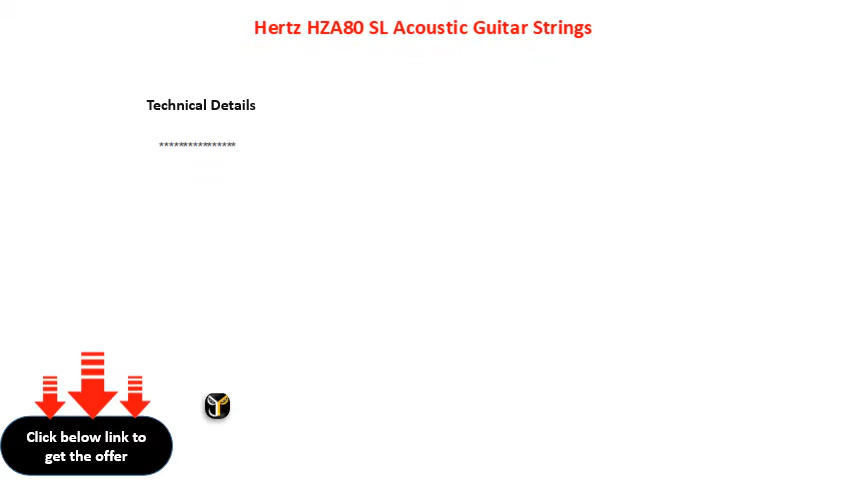 Hertz HZA80 SL Acoustic Guitar Strings
Technical Details
****************
Click below link to
get the offer